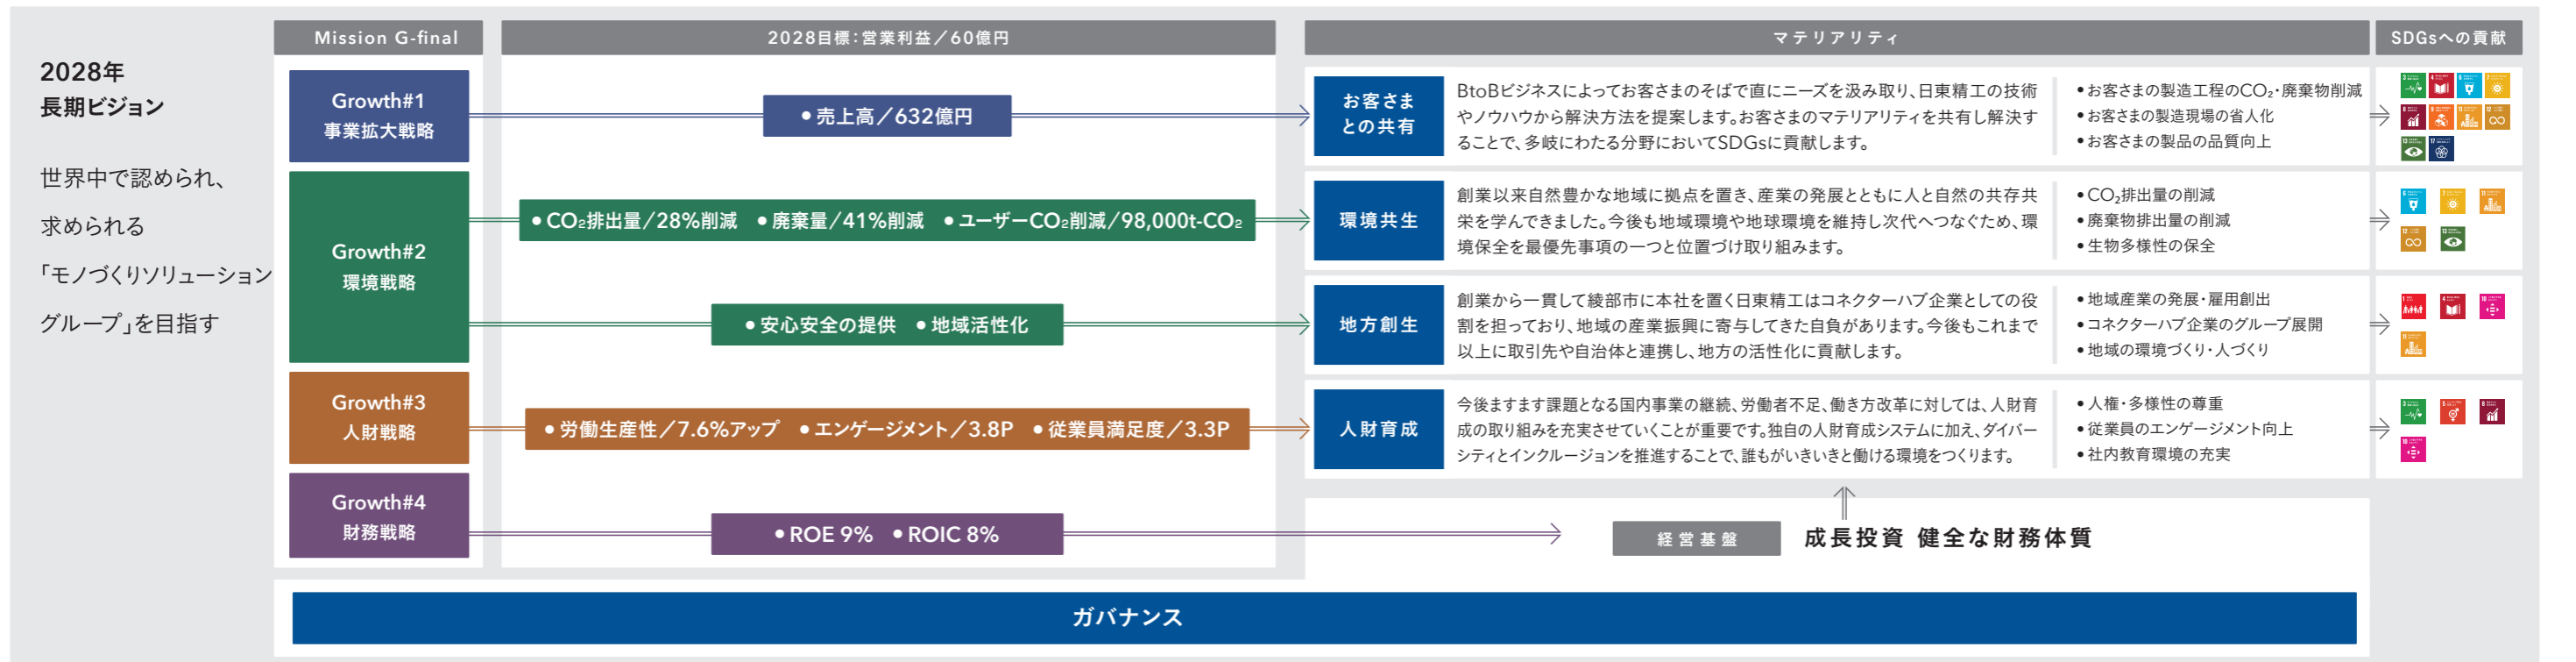 2028年
長期ビジョン
世界中で認められ、
求められる
「モノづくりソリューション
グループ」を目指す
Mission G-final
2028目標：営業利益／60億円
マテリアリティ
SDGsへの貢献
Growth#1
事業拡大戦略
●売上高／632億円
お客さま
との共有
BtoBビジネスによってお客さまのそばで直にニーズを汲み取り、日東精工の技術
やノウハウから解決方法を提案します。お客さまのマテリアリティを共有し解決す
ることで、多岐にわたる分野においてSDGsに貢献します。
●お客さまの製造工程のCO₂・廃棄物削減
●お客さまの製造現場の省人化
●お客さまの製品の品質向上
Growth#2
環境戦略
●CO₂排出量／28%削減 ●廃棄量／41%削減 ●ユーザーCO₂削減／98,000t-CO₂
環境共生
創業以来自然豊かな地域に拠点を置き、産業の発展とともに人と自然の共存共
栄を学んできました。今後も地域環境や地球環境を維持し次代へつなぐため、環
境保全を最優先事項の一つと位置づけ取り組みます。
●CO₂排出量の削減
●廃棄物排出量の削減
●生物多様性の保全
●安心安全の提供 ●地域活性化
地方創生
創業から一貫して綾部市に本社を置く日東精工はコネクターハブ企業としての役
割を担っており、地域の産業振興に寄与してきた自負があります。今後もこれまで
以上に取引先や自治体と連携し、地方の活性化に貢献します。
●地域産業の発展・雇用創出
●コネクターハブ企業のグループ展開
●地域の環境づくり・人づくり
Growth#3
人財戦略
●労働生産性／7.6%アップ ●エンゲージメント／3.8P ●従業員満足度／3.3P
人財育成
今後ますます課題となる国内事業の継続、労働者不足、働き方改革に対しては、人財育
成の取り組みを充実させていくことが重要です。独自の人財育成システムに加え、ダイバー
シティとインクルージョンを推進することで、誰もがいきいきと働ける環境をつくります。
●人権・多様性の尊重
●従業員のエンゲージメント向上
●社内教育環境の充実
Growth#4
財務戦略
●ROE 9% ●ROIC 8%
経営基盤
成長投資 健全な財務体質
ガバナンス